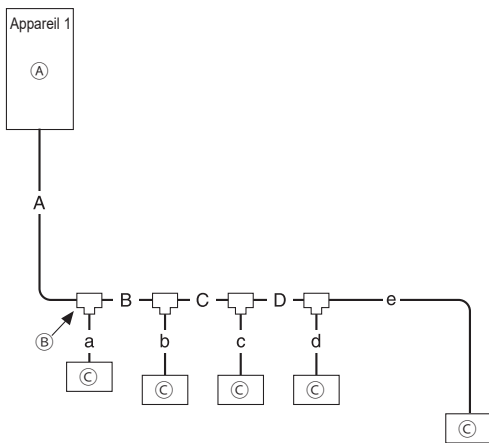 Appareil 1
Ⓐ
A
B C D e
Ⓑ a b c d
Ⓒ Ⓒ Ⓒ Ⓒ
Ⓒ